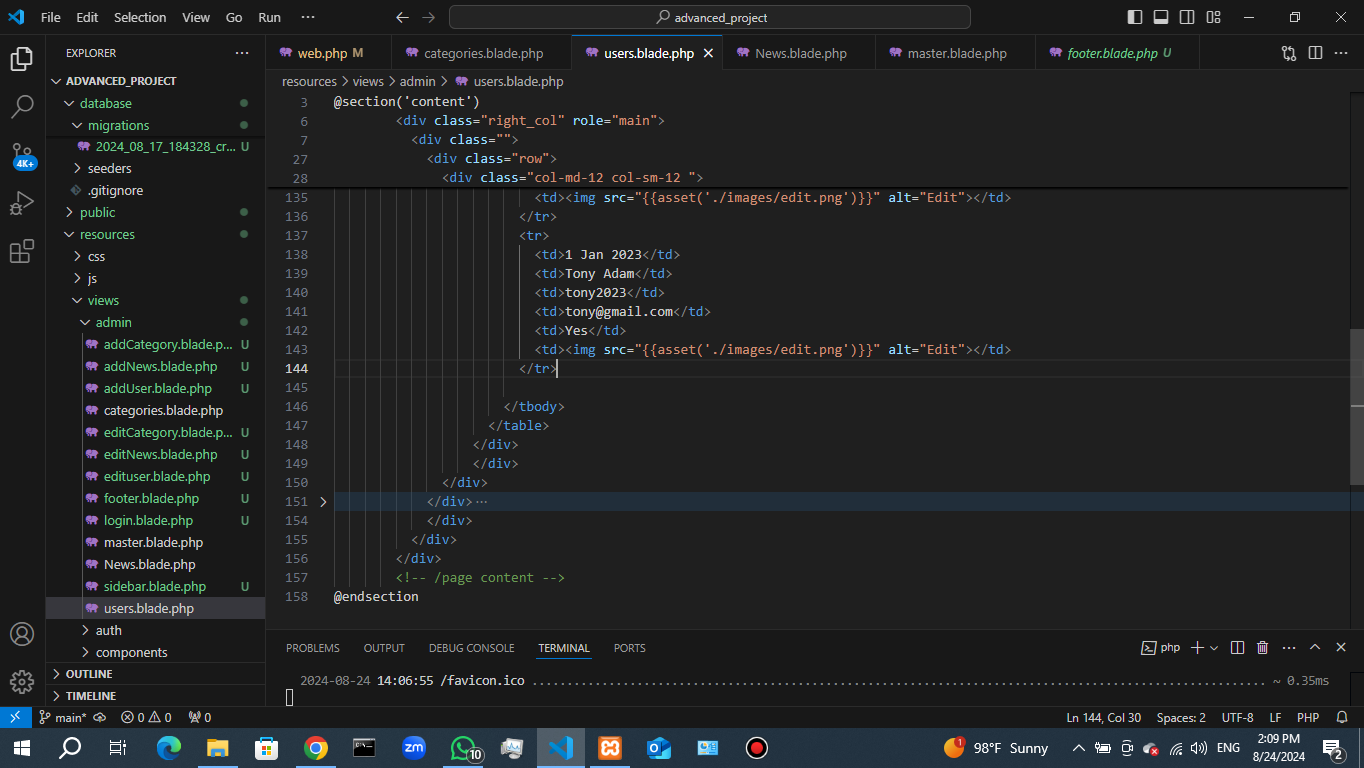 File Edit Selection View Go Run ··· advanced_project
EXPLORER ···
ADVANCED_PROJECT
database
migrations
2024_08_17_184328_cr... U
seeders
.gitignore
public
resources
css
js
views
admin
addCategory.blade.p... U
addNews.blade.php U
addUser.blade.php U
categories.blade.php
editCategory.blade.p... U
editNews.blade.php U
edituser.blade.php U
footer.blade.php U
login.blade.php U
master.blade.php
News.blade.php
sidebar.blade.php U
users.blade.php
auth
components
OUTLINE
TIMELINE
4K+
web.php M categories.blade.php users.blade.php News.blade.php master.blade.php footer.blade.php U
resources > views > admin > users.blade.php
3 @section('content')
6 <div class="right_col" role="main">
7 <div class="">
27 <div class="row">
28 <div class="col-md-12 col-sm-12 ">
135 <td><img src="{{asset('./images/edit.png')}}" alt="Edit"></td>
136 </tr>
137 <tr>
138 <td>1 Jan 2023</td>
139 <td>Tony Adam</td>
140 <td>tony2023</td>
141 <td>tony@gmail.com</td>
142 <td>Yes</td>
143 <td><img src="{{asset('./images/edit.png')}}" alt="Edit"></td>
144 </tr>
145
146 </tbody>
147 </table>
148 </div>
149 </div>
150 </div>
151 </div> ···
154 </div>
155 </div>
156 </div>
157 <!-- /page content -->
158 @endsection
PROBLEMS OUTPUT DEBUG CONSOLE TERMINAL PORTS php
2024-08-24 14:06:55 /favicon.ico ........................................................................................ ~ 0.35ms
main* 0 0 0 Ln 144, Col 30 Spaces: 2 UTF-8 LF PHP
zm 10 1 98°F Sunny ENG 2:09 PM
8/24/2024 2